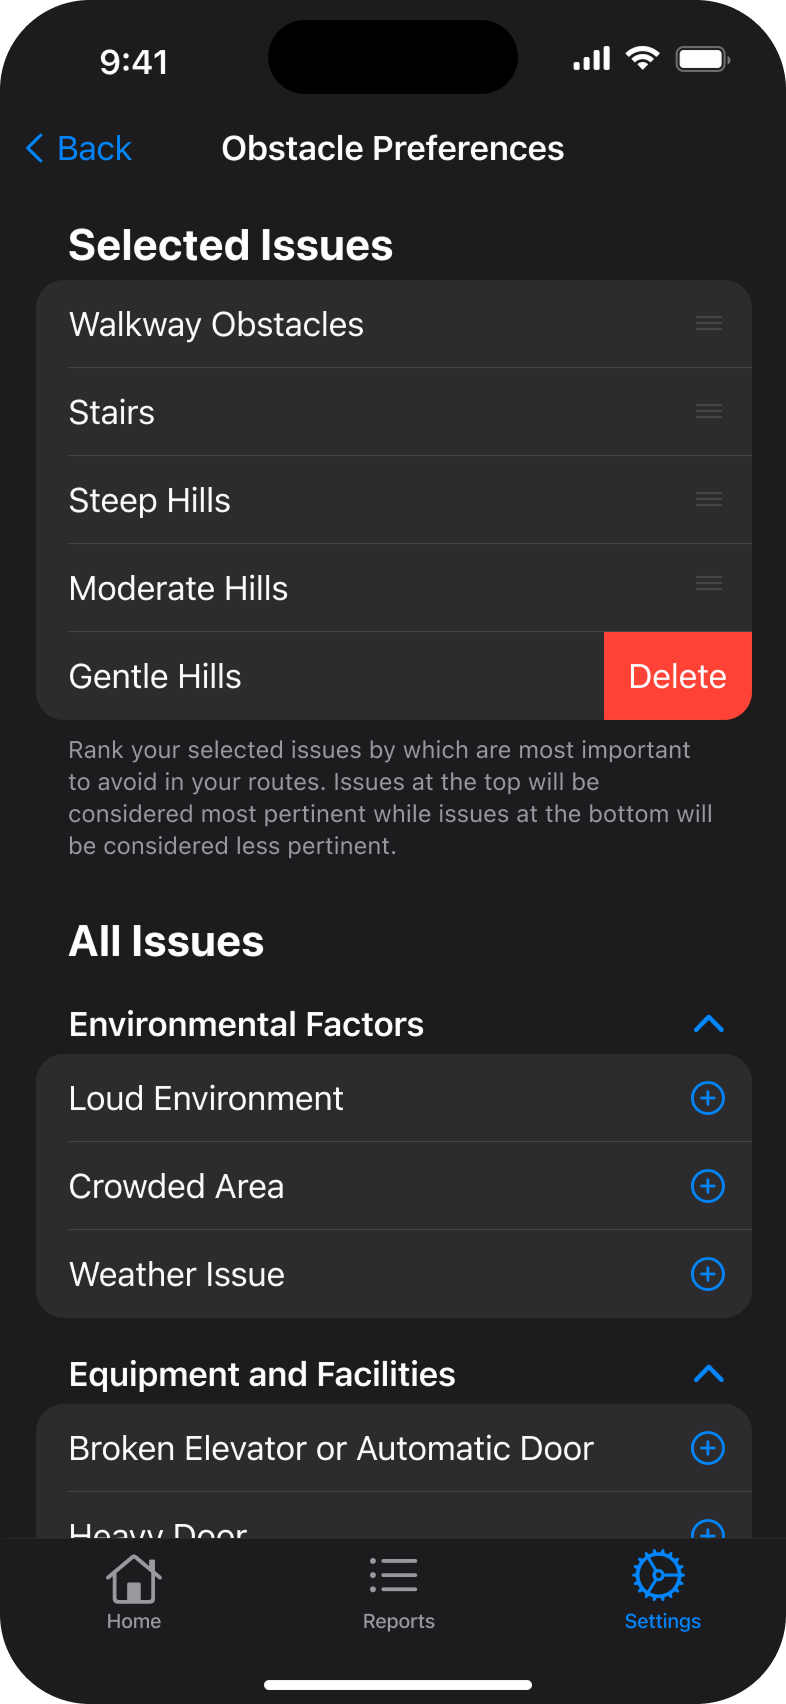 9:41
Back
Obstacle Preferences
Selected Issues
Walkway Obstacles
Stairs
Steep Hills
Moderate Hills
Gentle Hills
Delete
Rank your selected issues by which are most important
to avoid in your routes. Issues at the top will be
considered most pertinent while issues at the bottom will
be considered less pertinent.
All Issues
Environmental Factors
Loud Environment
Crowded Area
Weather Issue
Equipment and Facilities
Broken Elevator or Automatic Door
Heavy Door
Home
Reports
Settings